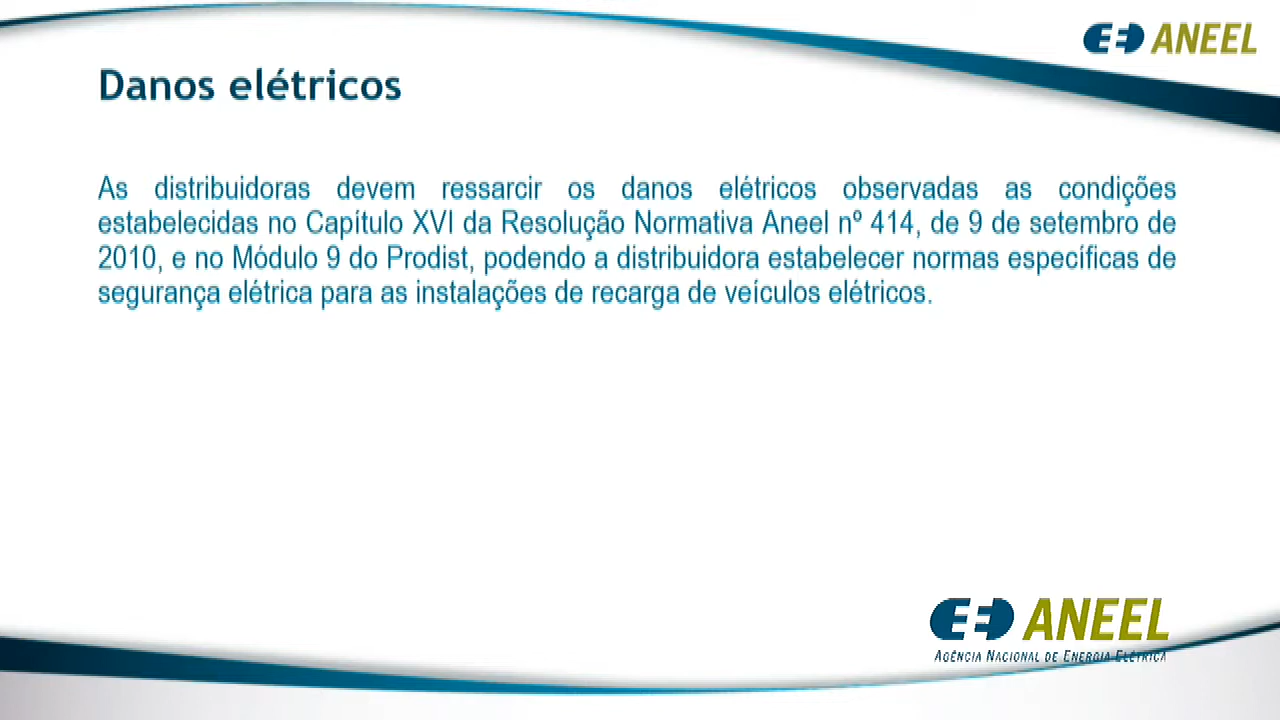 ANEEL
Danos elétricos
As distribuidoras devem ressarcir os danos elétricos observadas as condições
estabelecidas no Capítulo XVI da Resolução Normativa Aneel nº 414, de 9 de setembro de
2010, e no Módulo 9 do Prodist, podendo a distribuidora estabelecer normas específicas de
segurança elétrica para as instalações de recarga de veículos elétricos.
ANEEL
AGÊNCIA NACIONAL DE ENERGIA ELÉTRICA